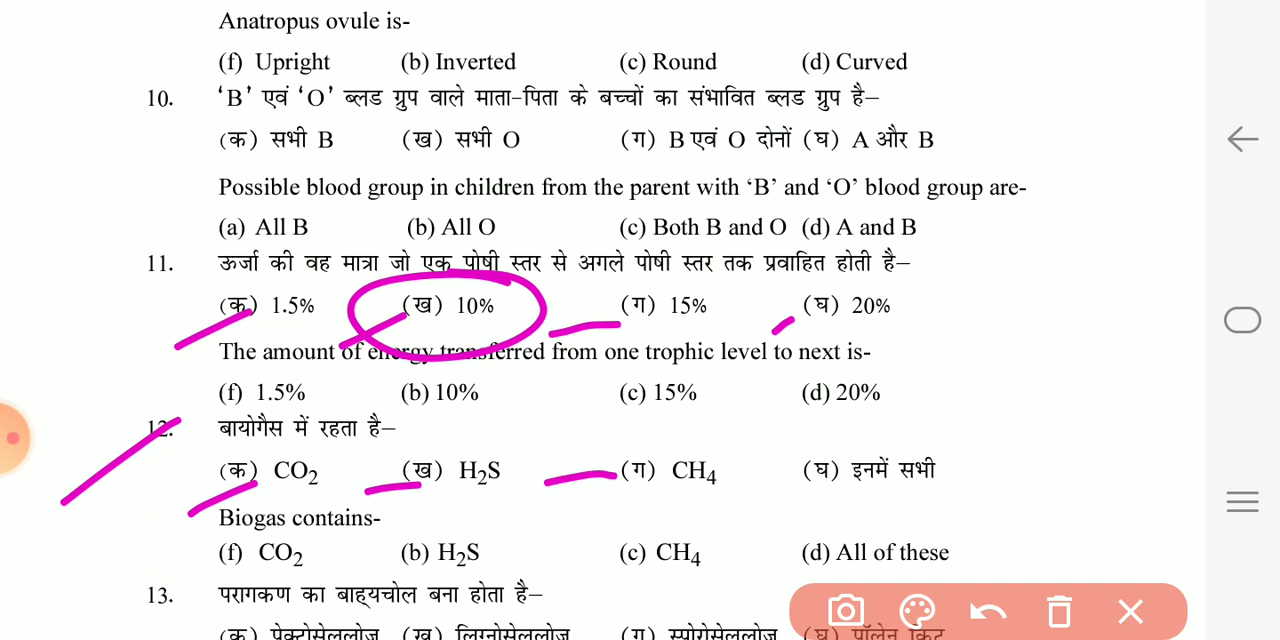 Anatropus ovule is-
(f) Upright (b) Inverted (c) Round (d) Curved
10. ‘B’ एवं ‘O’ ब्लड ग्रुप वाले माता-पिता के बच्चों का संभावित ब्लड ग्रुप है–
(क) सभी B (ख) सभी O (ग) B एवं O दोनों (घ) A और B
Possible blood group in children from the parent with ‘B’ and ‘O’ blood group are-
(a) All B (b) All O (c) Both B and O (d) A and B
11. ऊर्जा की वह मात्रा जो एक पोषी स्तर से अगले पोषी स्तर तक प्रवाहित होती है–
(क) 1.5% (ख) 10% (ग) 15% (घ) 20%
The amount of energy transferred from one trophic level to next is-
(f) 1.5% (b) 10% (c) 15% (d) 20%
12. बायोगैस में रहता है–
(क) CO2 (ख) H2S (ग) CH4 (घ) इनमें सभी
Biogas contains-
(f) CO2 (b) H2S (c) CH4 (d) All of these
13. परागकण का बाह्यचोल बना होता है–
(क) पेक्टोसेललोज (ख) लिग्नोसेललोज (ग) स्पोरोसेललोज (घ) पॉलेन किट